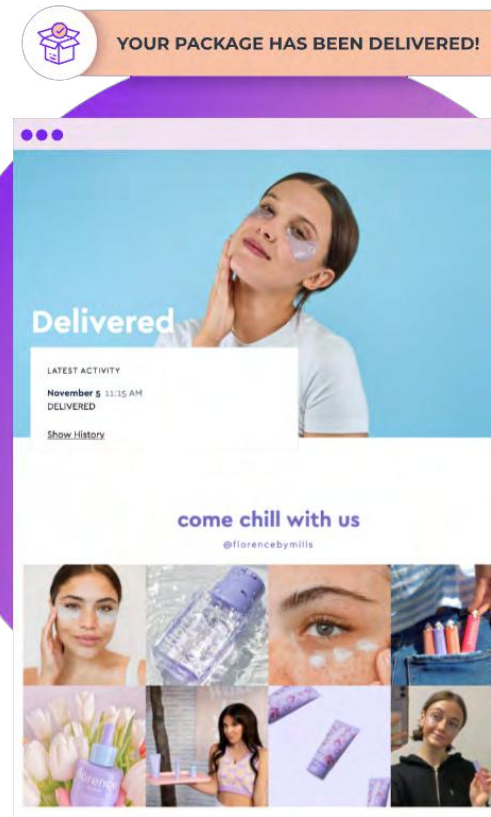 YOUR PACKAGE HAS BEEN DELIVERED!
Delivered
LATEST ACTIVITY
November 5 11:15 AM
DELIVERED
Show History
come chill with us
@florencebymills
florence